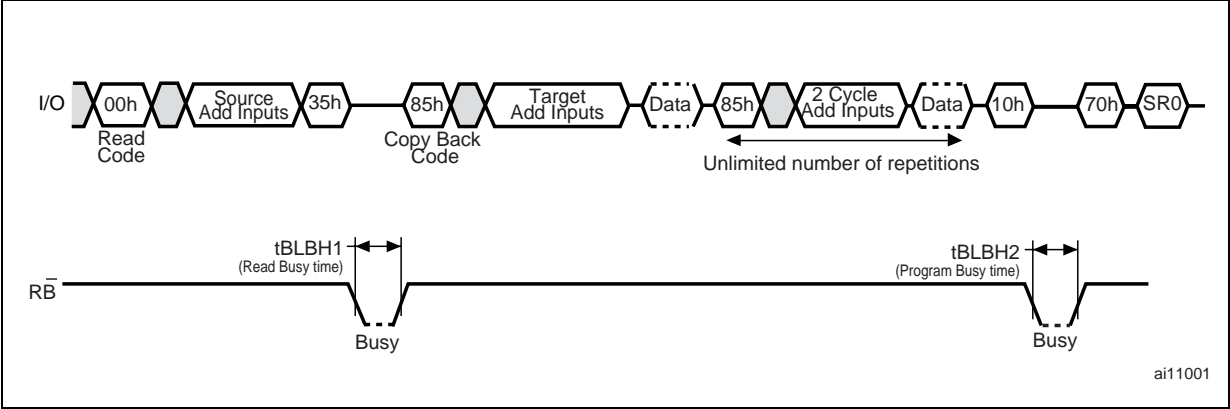 I/O 00h Source Add Inputs 35h 85h Target Add Inputs Data 85h 2 Cycle Add Inputs Data 10h 70h SR0
Read Code
Copy Back Code
Unlimited number of repetitions
tBLBH1
(Read Busy time)
tBLBH2
(Program Busy time)
RB̅
Busy
Busy
ai11001